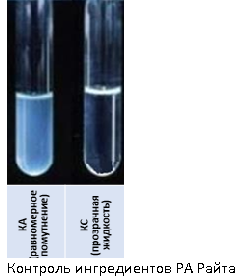 КА
(равномерное
помутнение)
КС
(прозрачная
жидкость)
Контроль ингредиентов РА Райта